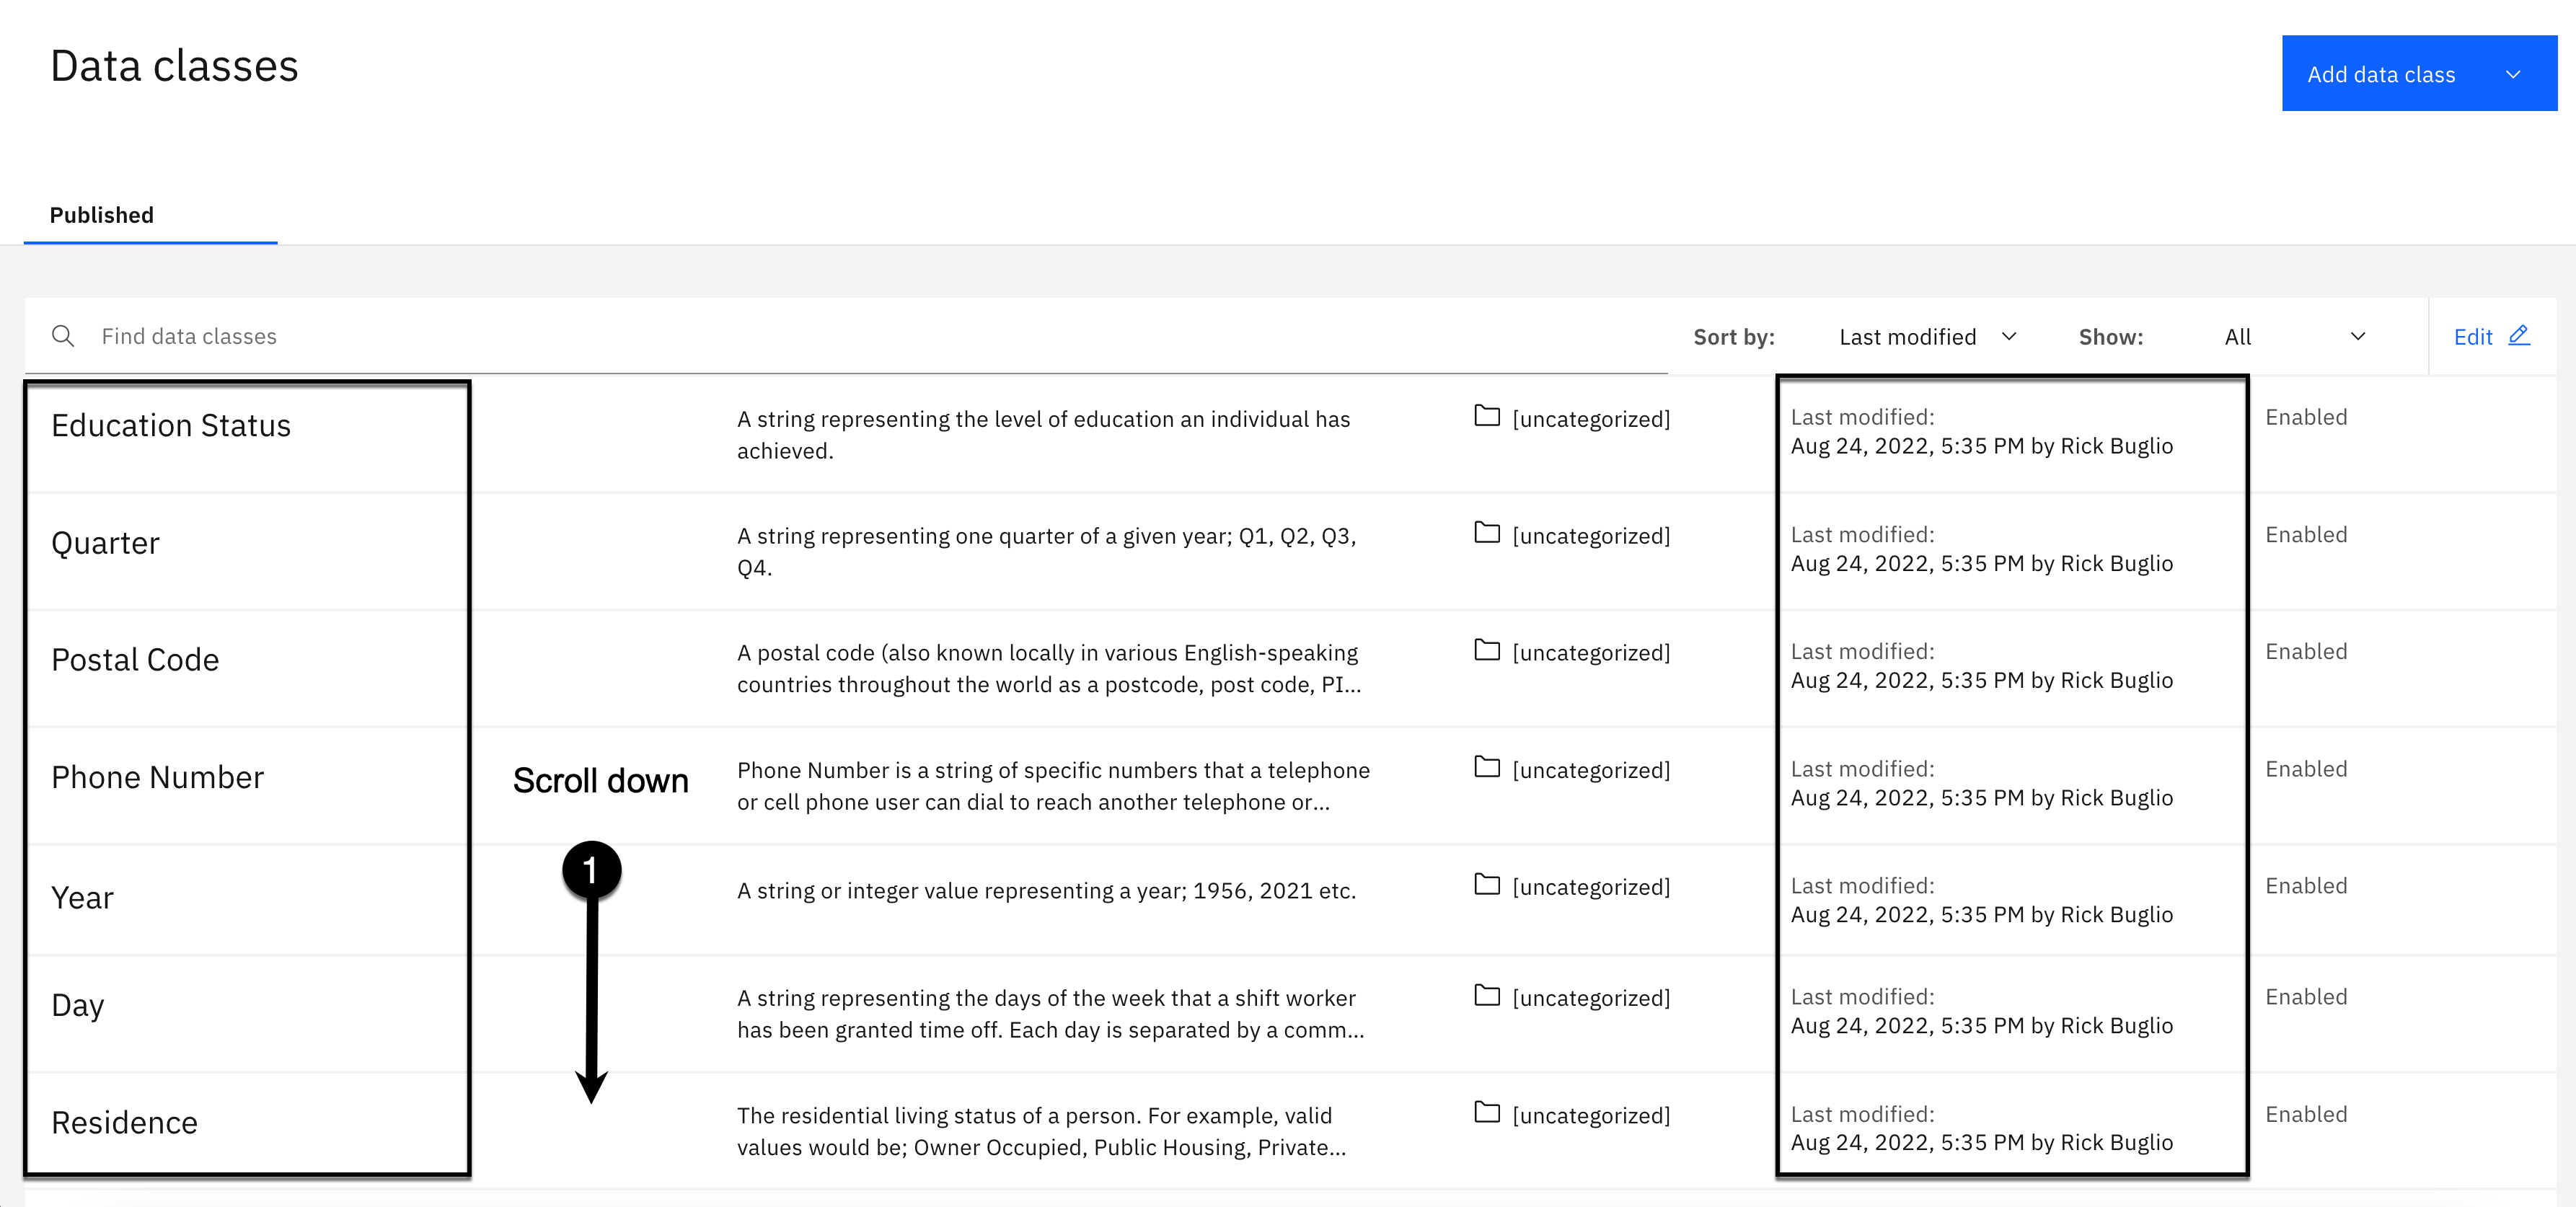 Data classes
Add data class
Published
Find data classes
Sort by:
Last modified
Show:
All
Edit
Education Status
A string representing the level of education an individual has
achieved.
[uncategorized]
Last modified:
Aug 24, 2022, 5:35 PM by Rick Buglio
Enabled
Quarter
A string representing one quarter of a given year; Q1, Q2, Q3,
Q4.
[uncategorized]
Last modified:
Aug 24, 2022, 5:35 PM by Rick Buglio
Enabled
Postal Code
A postal code (also known locally in various English-speaking
countries throughout the world as a postcode, post code, PI...
[uncategorized]
Last modified:
Aug 24, 2022, 5:35 PM by Rick Buglio
Enabled
Phone Number
Scroll down
Phone Number is a string of specific numbers that a telephone
or cell phone user can dial to reach another telephone or...
[uncategorized]
Last modified:
Aug 24, 2022, 5:35 PM by Rick Buglio
Enabled
1
Year
A string or integer value representing a year; 1956, 2021 etc.
[uncategorized]
Last modified:
Aug 24, 2022, 5:35 PM by Rick Buglio
Enabled
Day
A string representing the days of the week that a shift worker
has been granted time off. Each day is separated by a comm...
[uncategorized]
Last modified:
Aug 24, 2022, 5:35 PM by Rick Buglio
Enabled
Residence
The residential living status of a person. For example, valid
values would be; Owner Occupied, Public Housing, Private...
[uncategorized]
Last modified:
Aug 24, 2022, 5:35 PM by Rick Buglio
Enabled